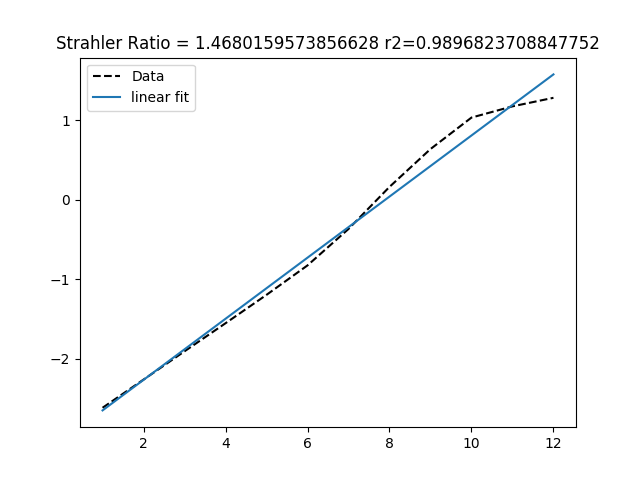 Strahler Ratio = 1.4680159573856628 r2=0.9896823708847752
Data
linear fit
1
0
−1
−2
2 4 6 8 10 12